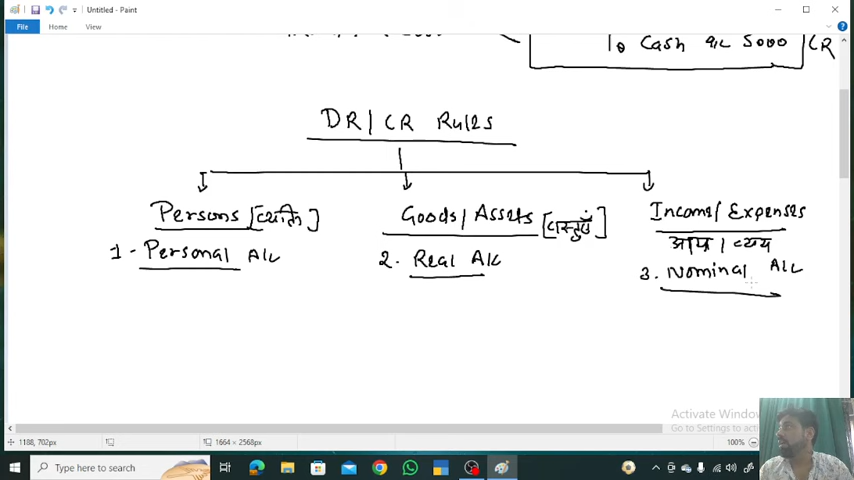 Untitled - Paint
File Home View
To Cash a/c 5000 CR
DR | CR Rules
Persons [व्यक्ति]
Goods/Assets [वस्तुएँ]
Income/Expenses
आय । व्यय
1 - Personal A/c
2. Real A/c
3. Nominal A/c
Activate Window
Go to Settings to activ
1188, 702px
1664 × 2568px
100%
Type here to search